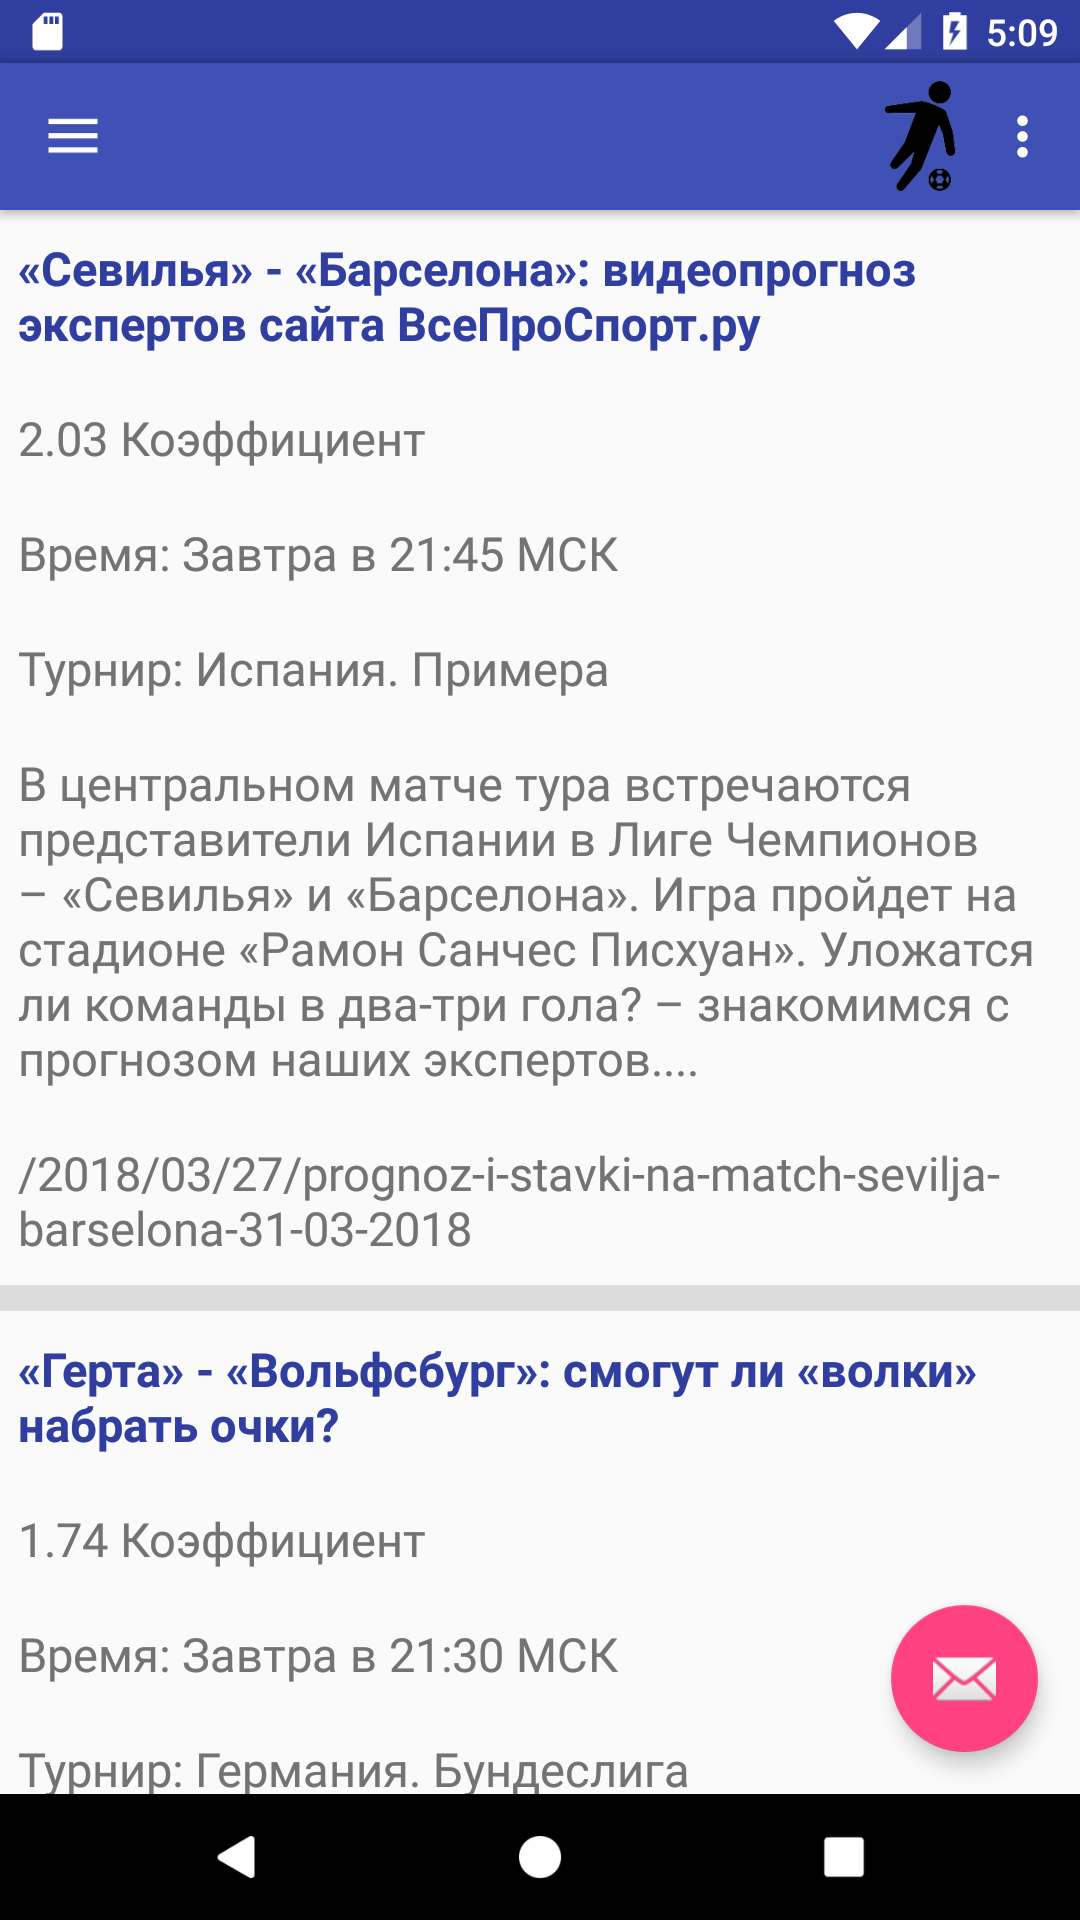 5:09
«Севилья» - «Барселона»: видеопрогноз
экспертов сайта ВсеПроСпорт.ру
2.03 Коэффициент
Время: Завтра в 21:45 МСК
Турнир: Испания. Примера
В центральном матче тура встречаются
представители Испании в Лиге Чемпионов
– «Севилья» и «Барселона». Игра пройдет на
стадионе «Рамон Санчес Писхуан». Уложатся
ли команды в два-три гола? – знакомимся с
прогнозом наших экспертов....
/2018/03/27/prognoz-i-stavki-na-match-sevilja-
barselona-31-03-2018
«Герта» - «Вольфсбург»: смогут ли «волки»
набрать очки?
1.74 Коэффициент
Время: Завтра в 21:30 МСК
Турнир: Германия. Бундеслига